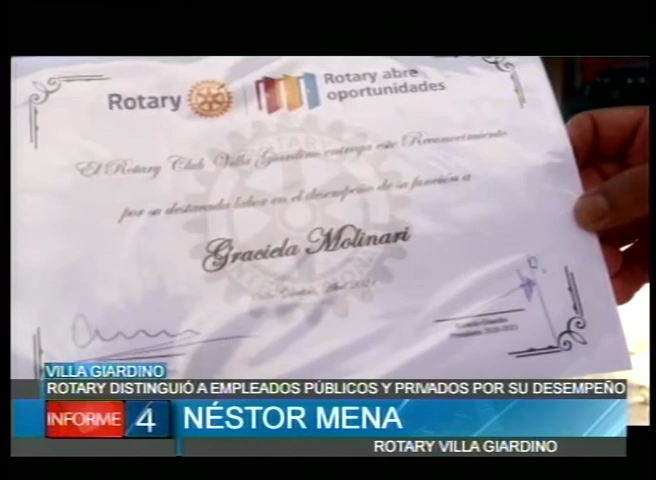 Rotary
Rotary abre
oportunidades
El Rotary Club Villa Giardino entrega este Reconocimiento
por su destacada labor en el desempeño de su función a
Graciela Molinari
VILLA GIARDINO
ROTARY DISTINGUIÓ A EMPLEADOS PÚBLICOS Y PRIVADOS POR SU DESEMPEÑO
INFORME 4
NÉSTOR MENA
ROTARY VILLA GIARDINO